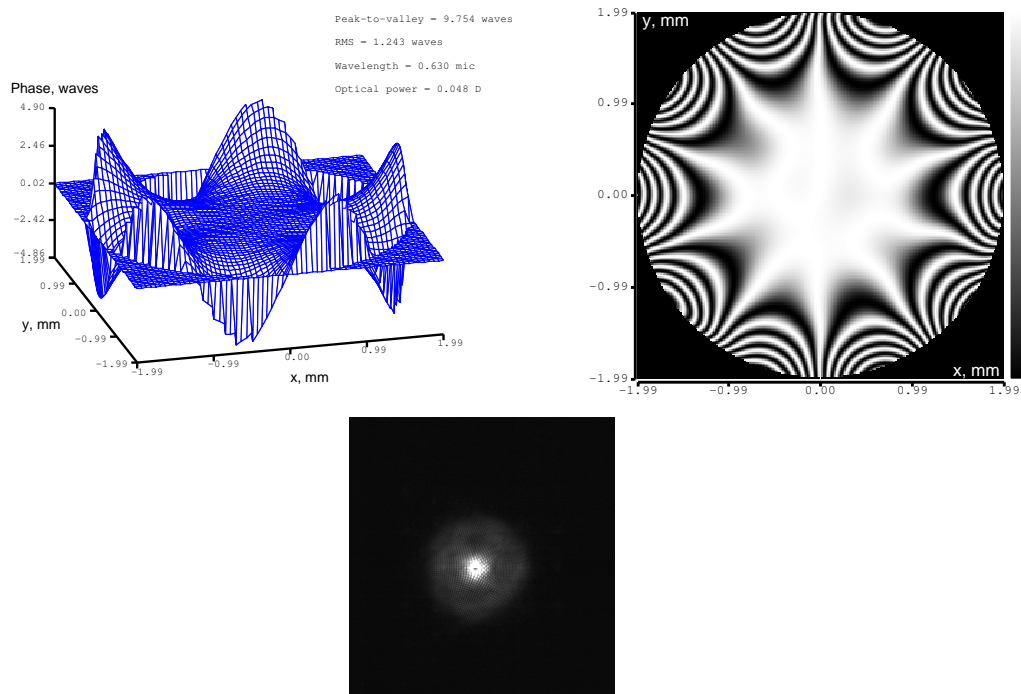 Peak-to-valley = 9.754 waves
RMS = 1.243 waves
Wavelength = 0.630 mic
Optical power = 0.048 D
Phase, waves
4.90
2.46
0.02
-2.42
-4.86
1.99
0.99
0.00
-0.99
-1.99
y, mm
-1.99
-0.99
0.00
0.99
1.99
x, mm
y, mm
1.99
0.99
0.00
-0.99
-1.99
x, mm
-1.99
-0.99
0.00
0.99
1.99